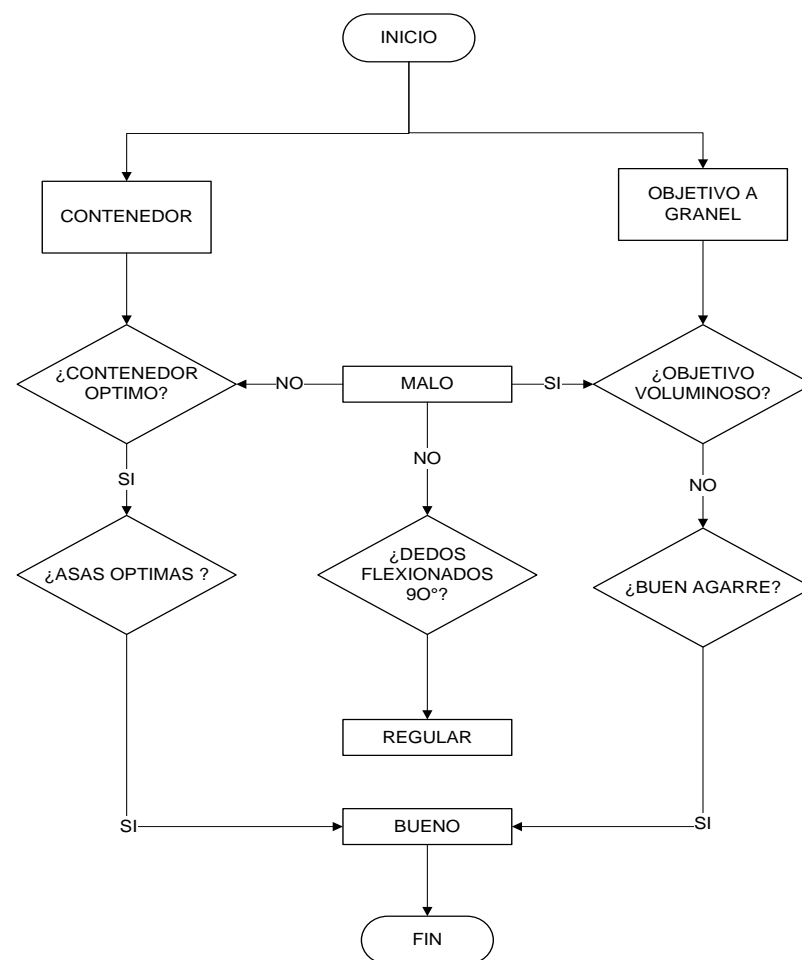 INICIO
CONTENEDOR
OBJETIVO A
GRANEL
¿CONTENEDOR
OPTIMO?
NO
MALO
SI
¿OBJETIVO
VOLUMINOSO?
SI
NO
NO
¿ASAS OPTIMAS ?
¿DEDOS
FLEXIONADOS
9O°?
¿BUEN AGARRE?
REGULAR
SI
BUENO
SI
FIN